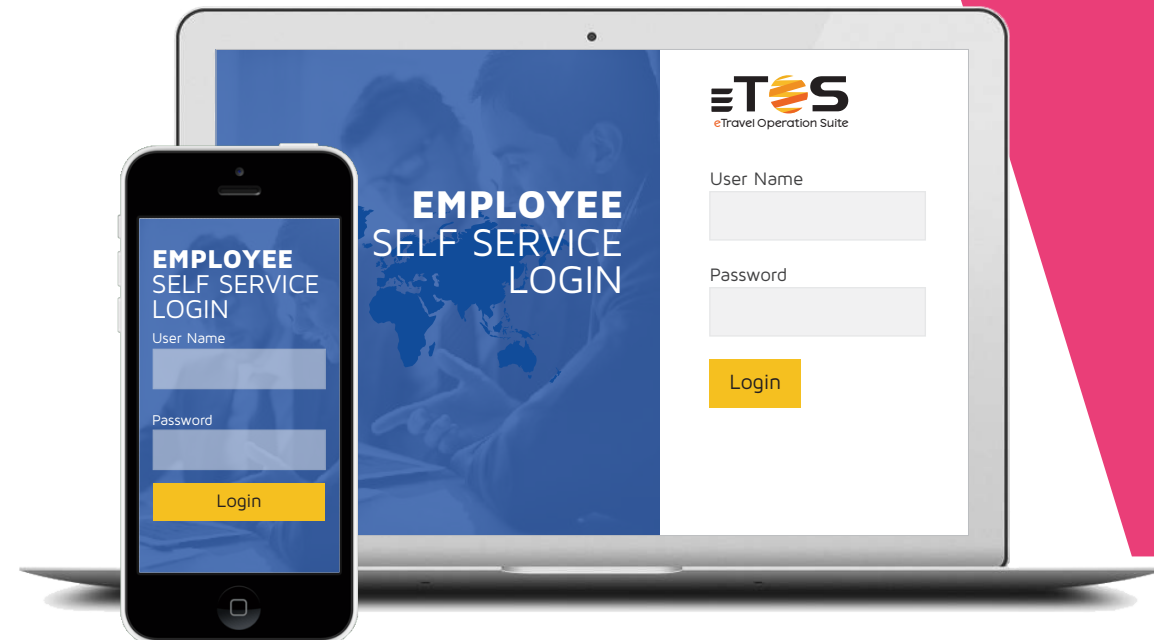 eTOS
eTravel Operation Suite
EMPLOYEE
SELF SERVICE
LOGIN
User Name
Password
Login
EMPLOYEE
SELF SERVICE
LOGIN
User Name
Password
Login